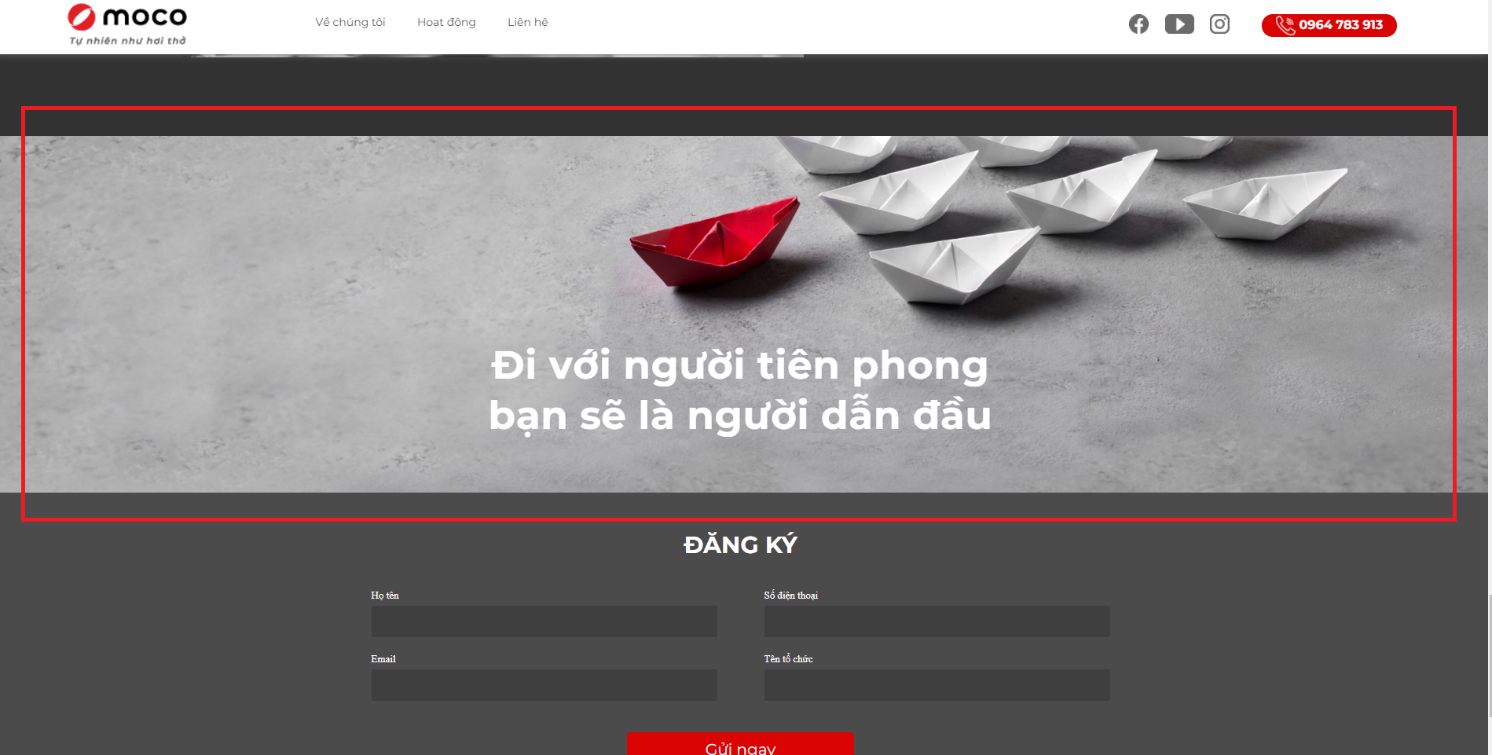 moco
Tự nhiên như hơi thở
Về chúng tôi
Hoạt động
Liên hệ
0964 783 913
Đi với người tiên phong
bạn sẽ là người dẫn đầu
ĐĂNG KÝ
Họ tên
Số điện thoại
Email
Tên tổ chức
Gửi ngay